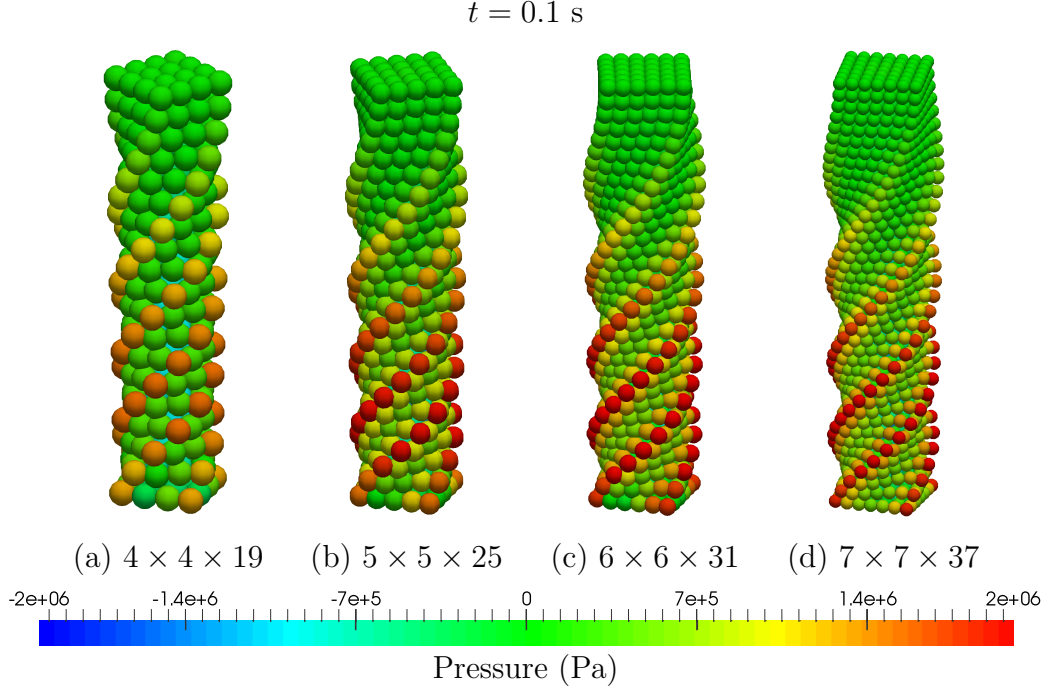 t = 0.1 s
(a) 4 × 4 × 19 (b) 5 × 5 × 25 (c) 6 × 6 × 31 (d) 7 × 7 × 37
-2e+06 -1.4e+6 -7e+5 0 7e+5 1.4e+6 2e+06
Pressure (Pa)